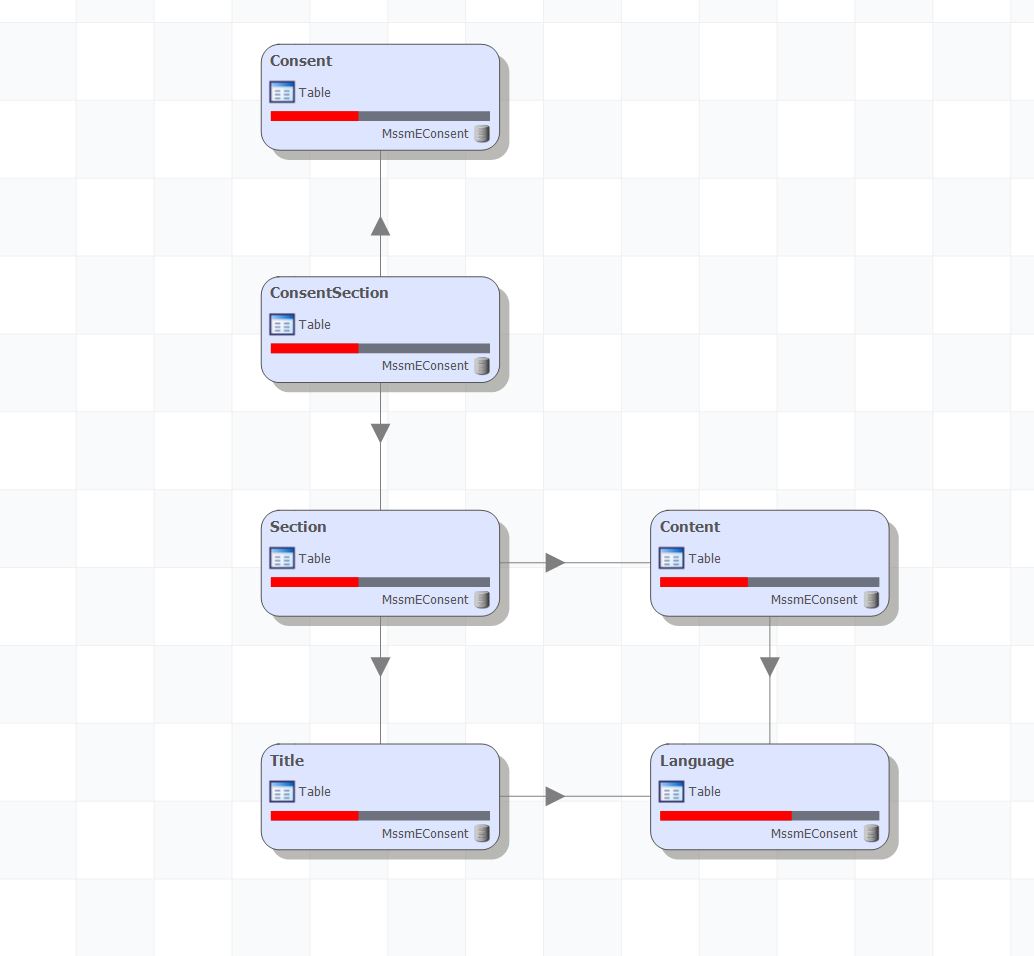 Consent
Table
MssmEConsent
ConsentSection
Table
MssmEConsent
Section
Table
MssmEConsent
Content
Table
MssmEConsent
Title
Table
MssmEConsent
Language
Table
MssmEConsent